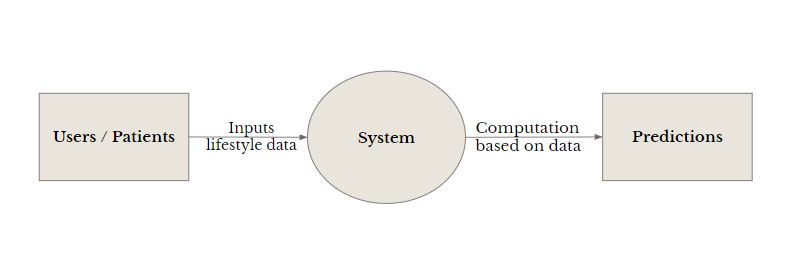 Users / Patients
Inputs
lifestyle data
System
Computation
based on data
Predictions